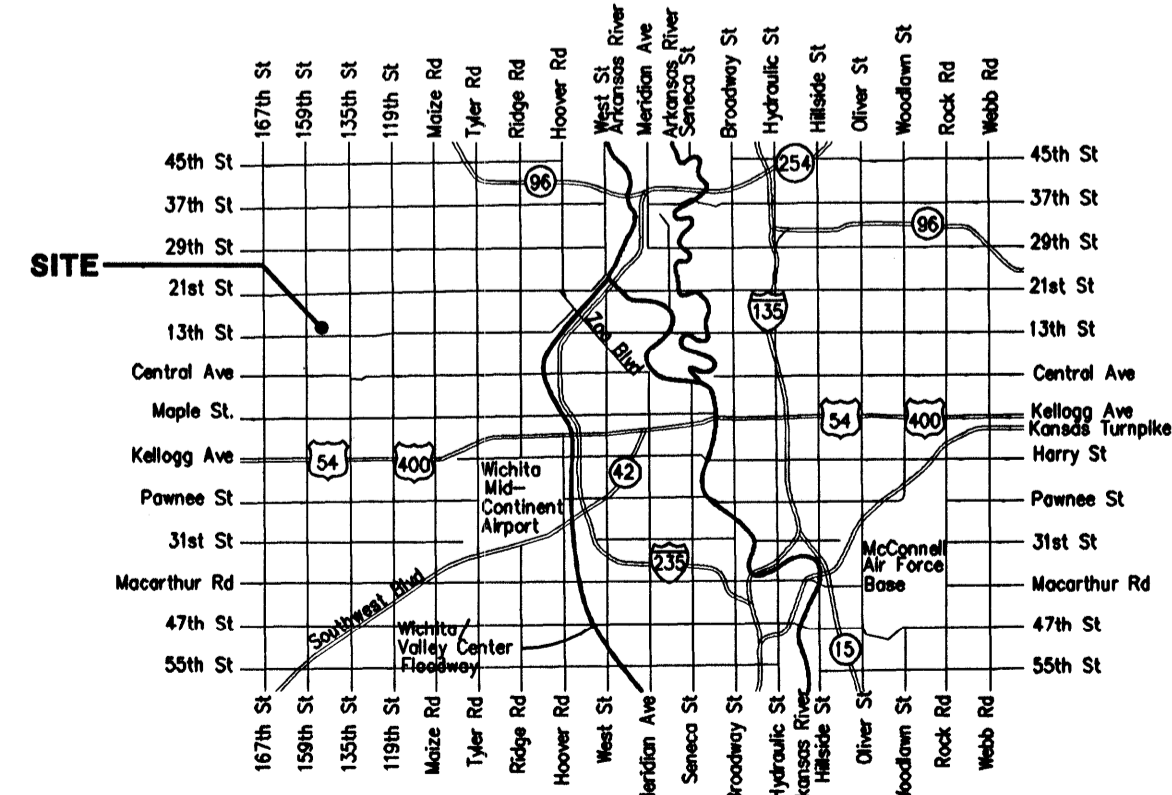 167th St
159th St
135th St
119th St
Maize Rd
Tyler Rd
Ridge Rd
Hoover Rd
West St
Arkansas River
Meridian Ave
Arkansas River
Seneca St
Broadway St
Hydraulic St
Hillside St
Oliver St
Woodlawn St
Rock Rd
Webb Rd
45th St
37th St
29th St
21st St
13th St
Central Ave
Maple St.
Kellogg Ave
Pawnee St
31st St
Macarthur Rd
47th St
55th St
SITE
96
254
96
Zoo Blvd
135
54
400
54
400
42
Wichita
Mid-
Continent
Airport
235
McConnell
Air Force
Base
Southwest Blvd
Wichita/
Valley Center
Floodway
15
45th St
37th St
29th St
21st St
13th St
Central Ave
Kellogg Ave
Kansas Turnpike
Harry St
Pawnee St
31st St
Macarthur Rd
47th St
55th St
167th St
159th St
135th St
119th St
Maize Rd
Tyler Rd
Ridge Rd
Hoover Rd
West St
Meridian Ave
Seneca St
Broadway St
Hydraulic St
kansas River
Hillside St
Oliver St
Woodlawn St
Rock Rd
Webb Rd